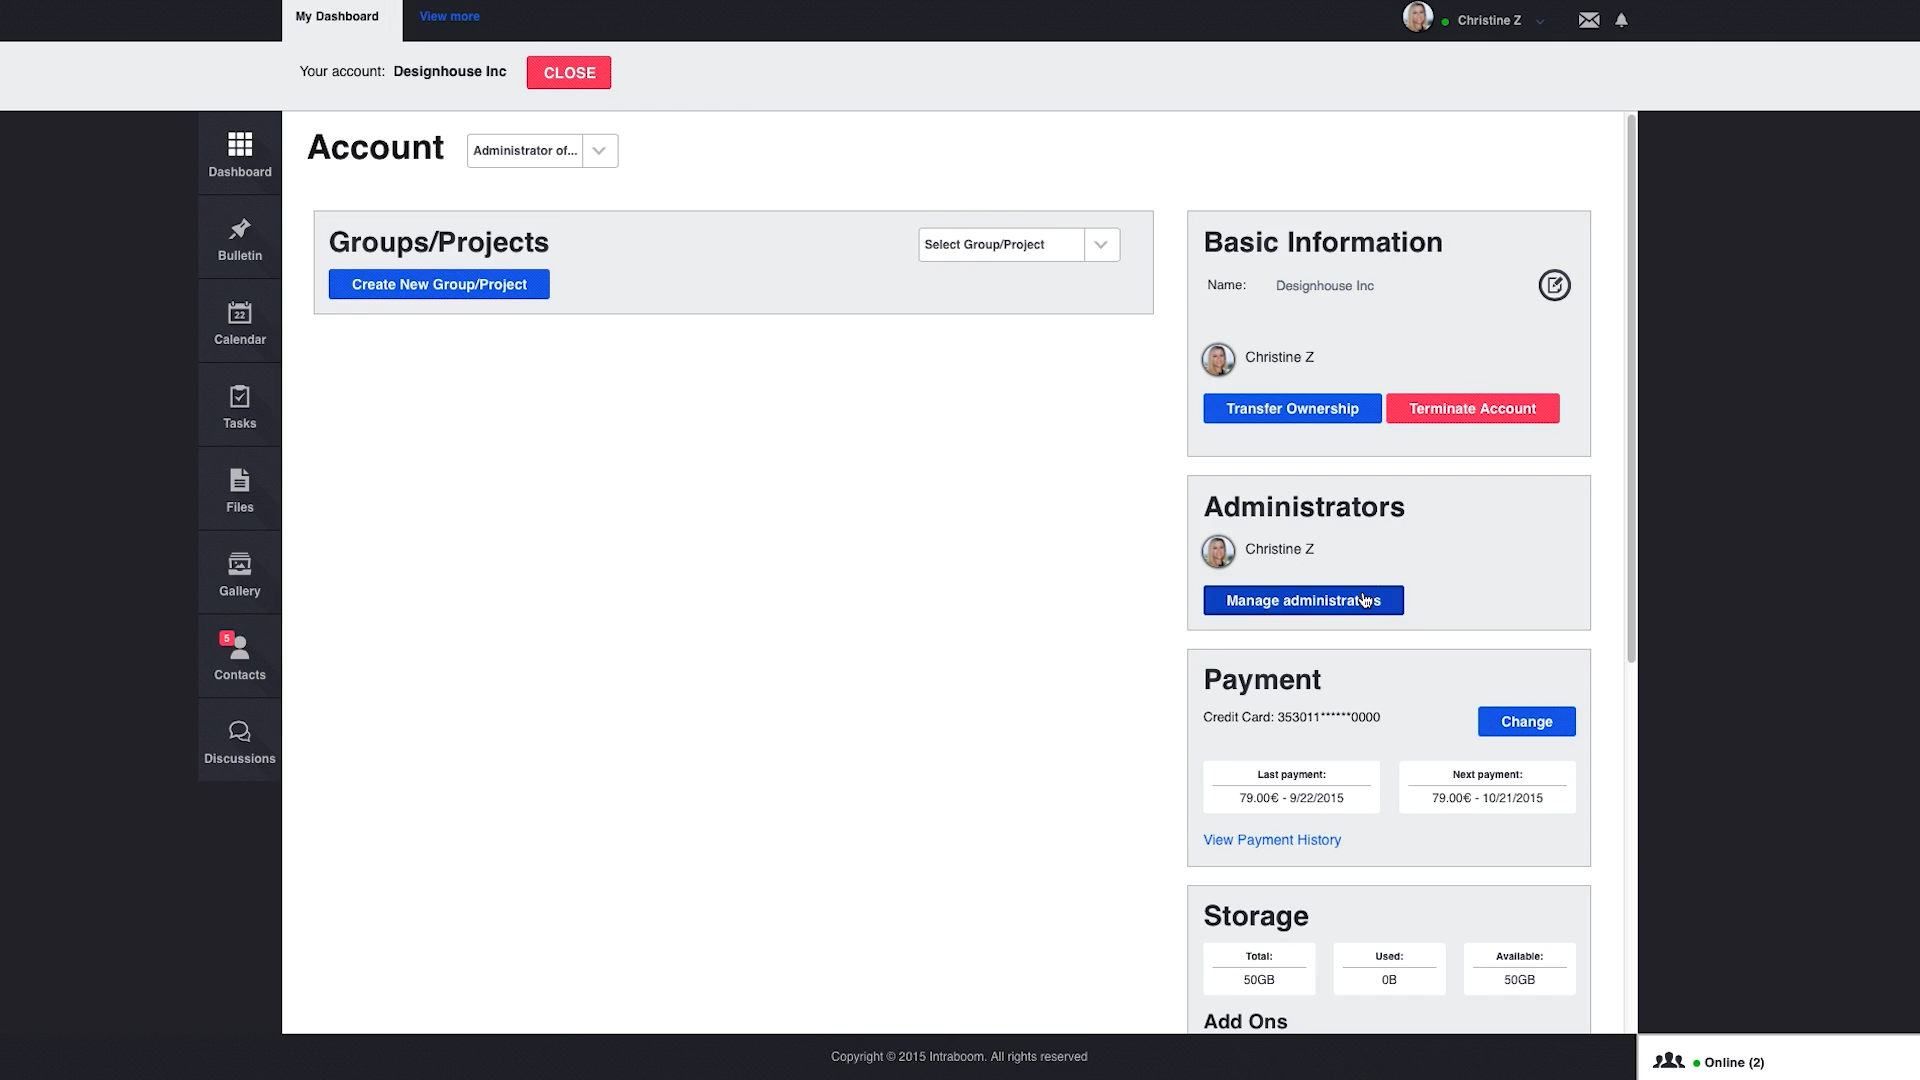 My Dashboard
View more
Christine Z
Your account: Designhouse Inc
CLOSE
Dashboard
Bulletin
22
Calendar
Tasks
Files
Gallery
5
Contacts
Discussions
Account
Administrator of...
Groups/Projects
Select Group/Project
Create New Group/Project
Basic Information
Name: Designhouse Inc
Christine Z
Transfer Ownership
Terminate Account
Administrators
Christine Z
Manage administrators
Payment
Credit Card: 353011******0000
Change
Last payment:
79.00€ - 9/22/2015
Next payment:
79.00€ - 10/21/2015
View Payment History
Storage
Total:
50GB
Used:
0B
Available:
50GB
Add Ons
Copyright © 2015 Intraboom. All rights reserved
Online (2)